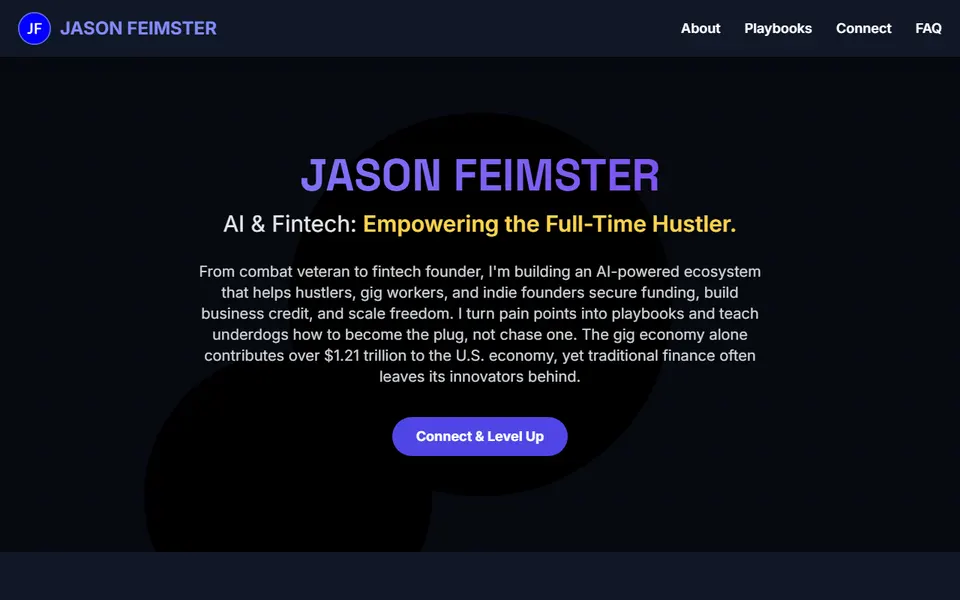 JF JASON FEIMSTER
About Playbooks Connect FAQ
JASON FEIMSTER
AI & Fintech: Empowering the Full-Time Hustler.
From combat veteran to fintech founder, I'm building an AI-powered ecosystem
that helps hustlers, gig workers, and indie founders secure funding, build
business credit, and scale freedom. I turn pain points into playbooks and teach
underdogs how to become the plug, not chase one. The gig economy alone
contributes over $1.21 trillion to the U.S. economy, yet traditional finance often
leaves its innovators behind.
Connect & Level Up